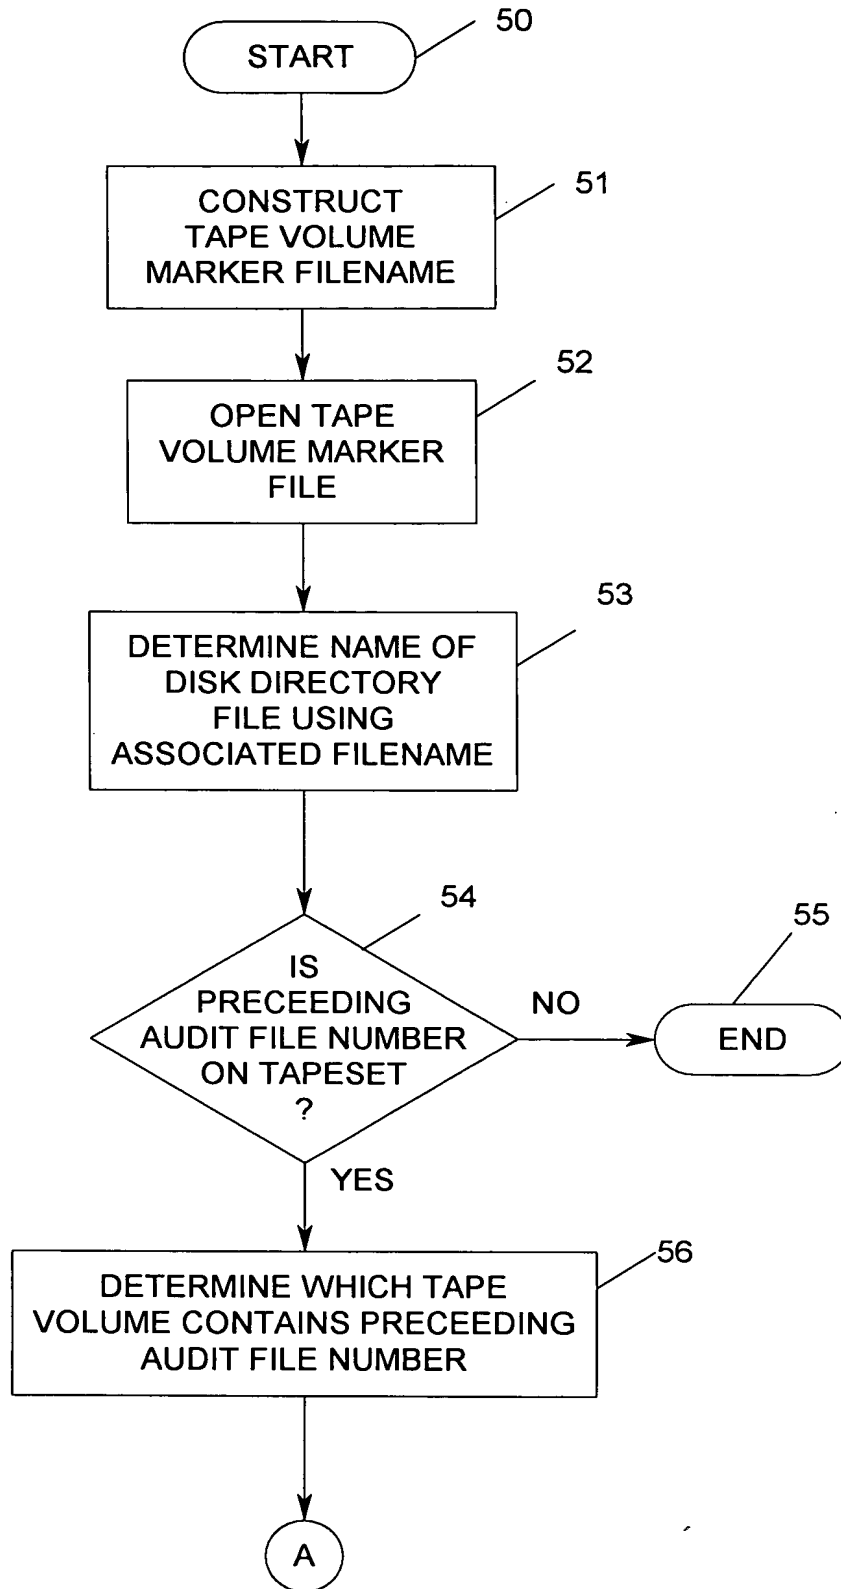 START
50
CONSTRUCT
TAPE VOLUME
MARKER FILENAME
51
OPEN TAPE
VOLUME MARKER
FILE
52
DETERMINE NAME OF
DISK DIRECTORY
FILE USING
ASSOCIATED FILENAME
53
IS
PRECEEDING
AUDIT FILE NUMBER
ON TAPESET
?
54
NO
END
55
YES
DETERMINE WHICH TAPE
VOLUME CONTAINS PRECEEDING
AUDIT FILE NUMBER
56
A